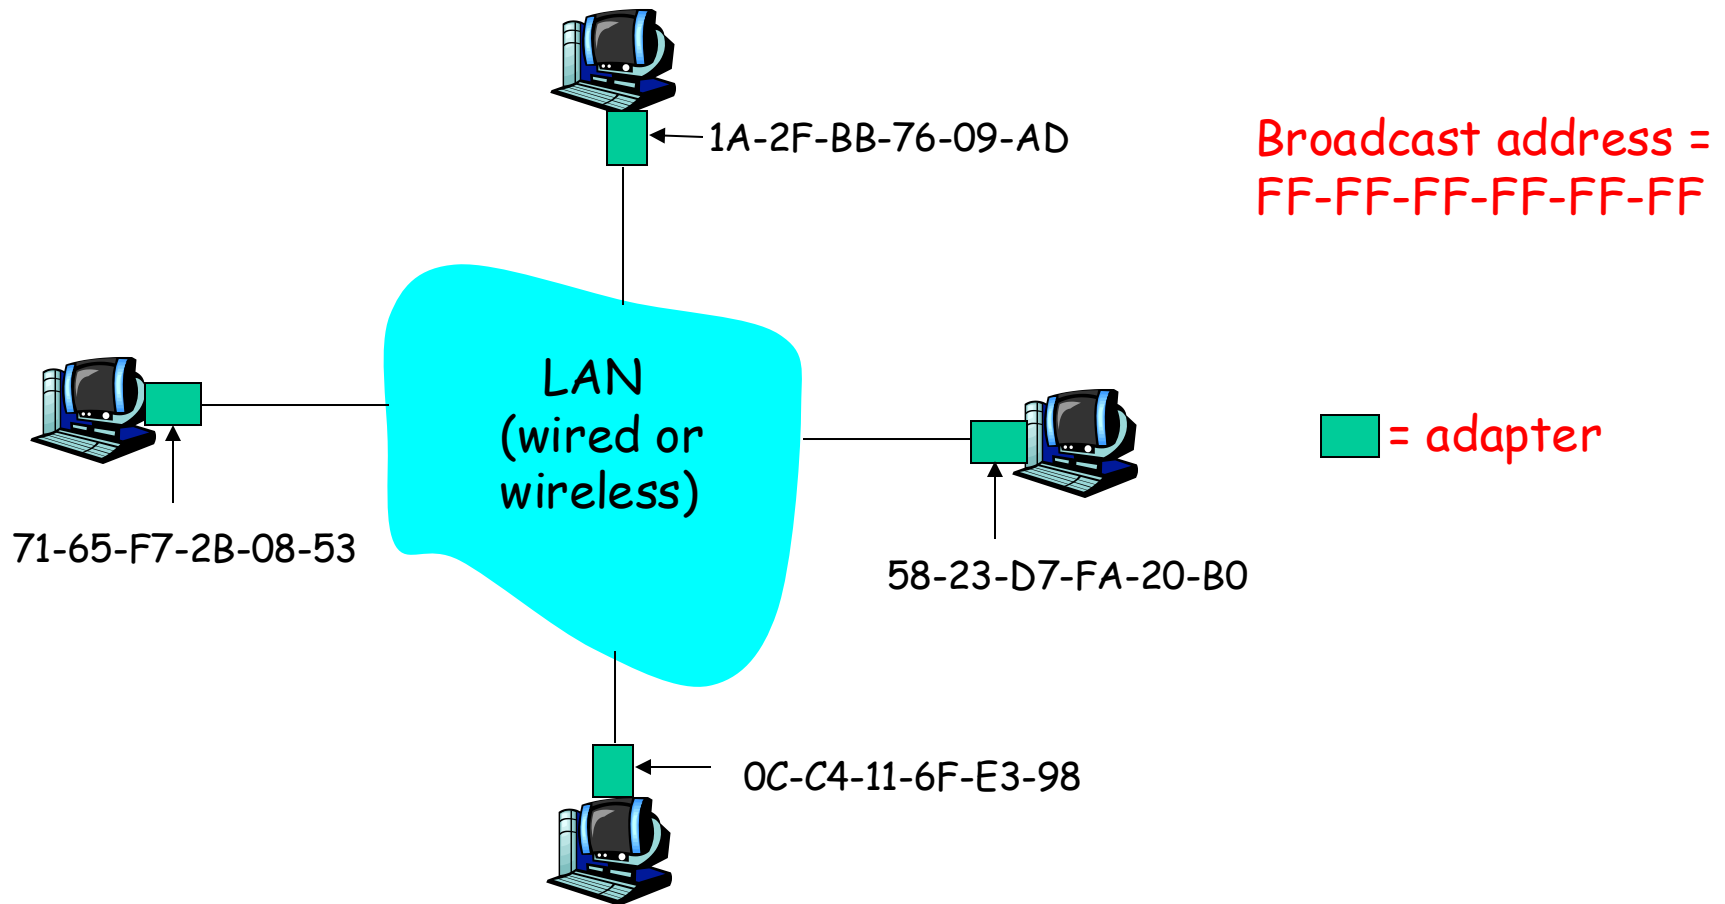 1A-2F-BB-76-09-AD
Broadcast address =
FF-FF-FF-FF-FF-FF
LAN
(wired or
wireless)
= adapter
71-65-F7-2B-08-53
58-23-D7-FA-20-B0
0C-C4-11-6F-E3-98